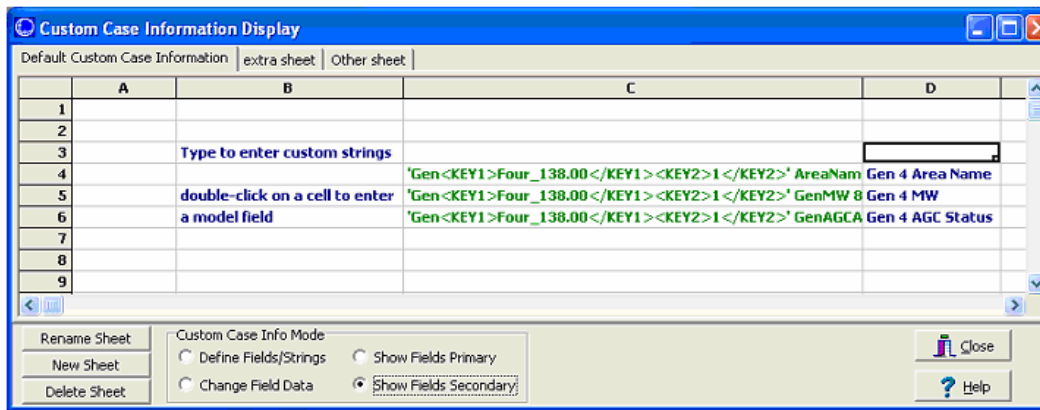 Custom Case Information Display
Default Custom Case Information extra sheet Other sheet
A B C D
1
2
3 Type to enter custom strings
4 'Gen<KEY1>Four_138.00</KEY1><KEY2>1</KEY2>' AreaNam Gen 4 Area Name
5 double-click on a cell to enter 'Gen<KEY1>Four_138.00</KEY1><KEY2>1</KEY2>' GenMW 8 Gen 4 MW
6 a model field 'Gen<KEY1>Four_138.00</KEY1><KEY2>1</KEY2>' GenAGCA Gen 4 AGC Status
7
8
9
Rename Sheet
New Sheet
Delete Sheet
Custom Case Info Mode
Define Fields/Strings Show Fields Primary
Change Field Data Show Fields Secondary
Close
Help